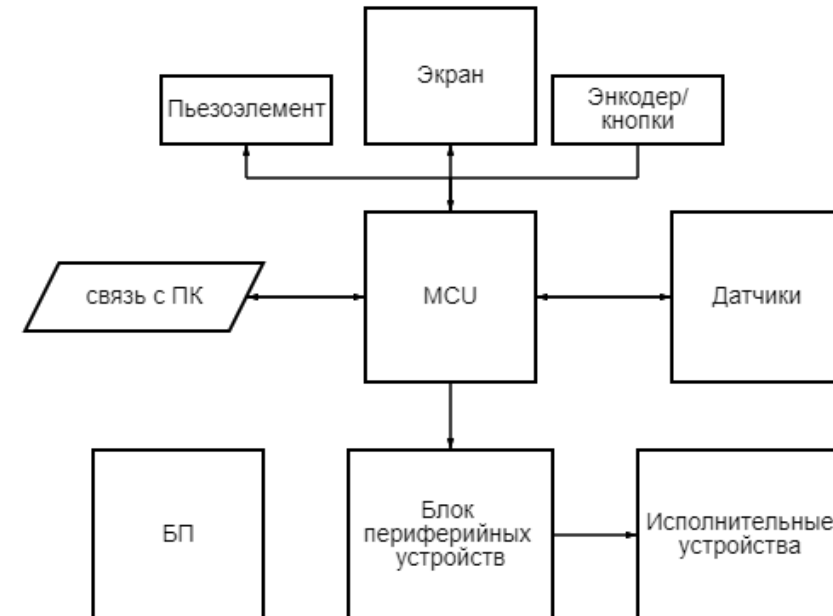 Экран
Пьезоэлемент
Энкодер/
кнопки
связь с ПК
MCU
Датчики
БП
Блок
периферийных
устройств
Исполнительные
устройства